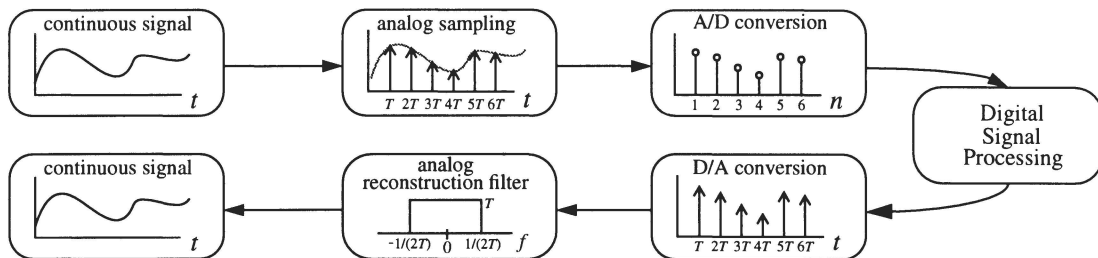 continuous signal
t
analog sampling
T 2T 3T 4T 5T 6T t
A/D conversion
1 2 3 4 5 6 n
Digital
Signal
Processing
continuous signal
t
analog
reconstruction filter
T
-1/(2T) 0 1/(2T) f
D/A conversion
T 2T 3T 4T 5T 6T t